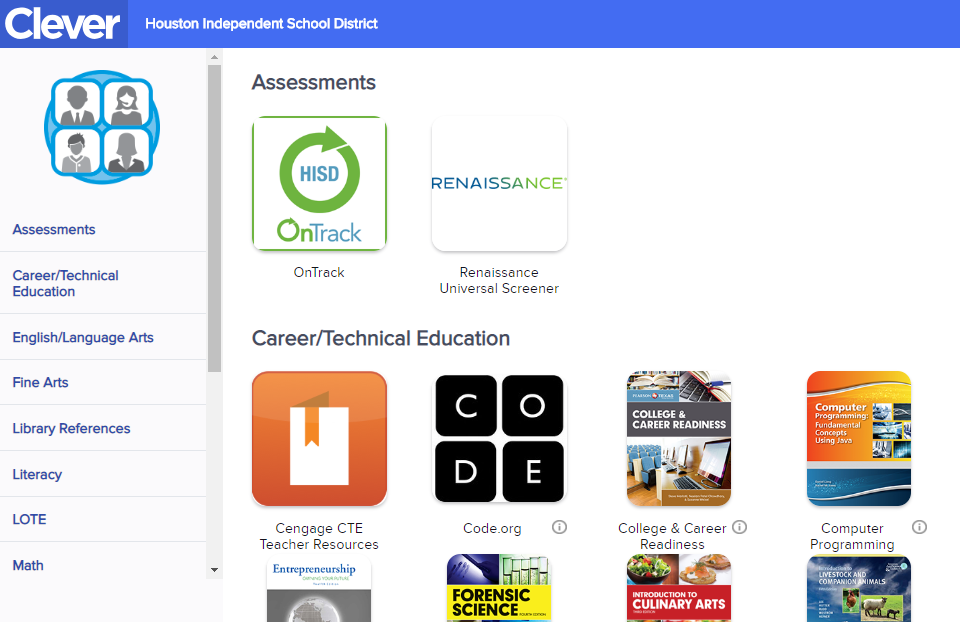 Clever
Houston Independent School District
Assessments
Career/Technical
Education
English/Language Arts
Fine Arts
Library References
Literacy
LOTE
Math
Assessments
HISD
OnTrack
OnTrack
RENAISSANCE
Renaissance
Universal Screener
Career/Technical Education
Cengage CTE
Teacher Resources
C O
D E
Code.org
PEARSON TEXAS
COLLEGE &
CAREER READINESS
College & Career
Readiness
Computer
Programming:
Fundamental
Concepts
Using Java
Computer
Programming
Entrepreneurship
FORENSIC
SCIENCE
FOURTH EDITION
INTRODUCTION TO
CULINARY ARTS
Introduction to
LIVESTOCK AND
COMPANION ANIMALS